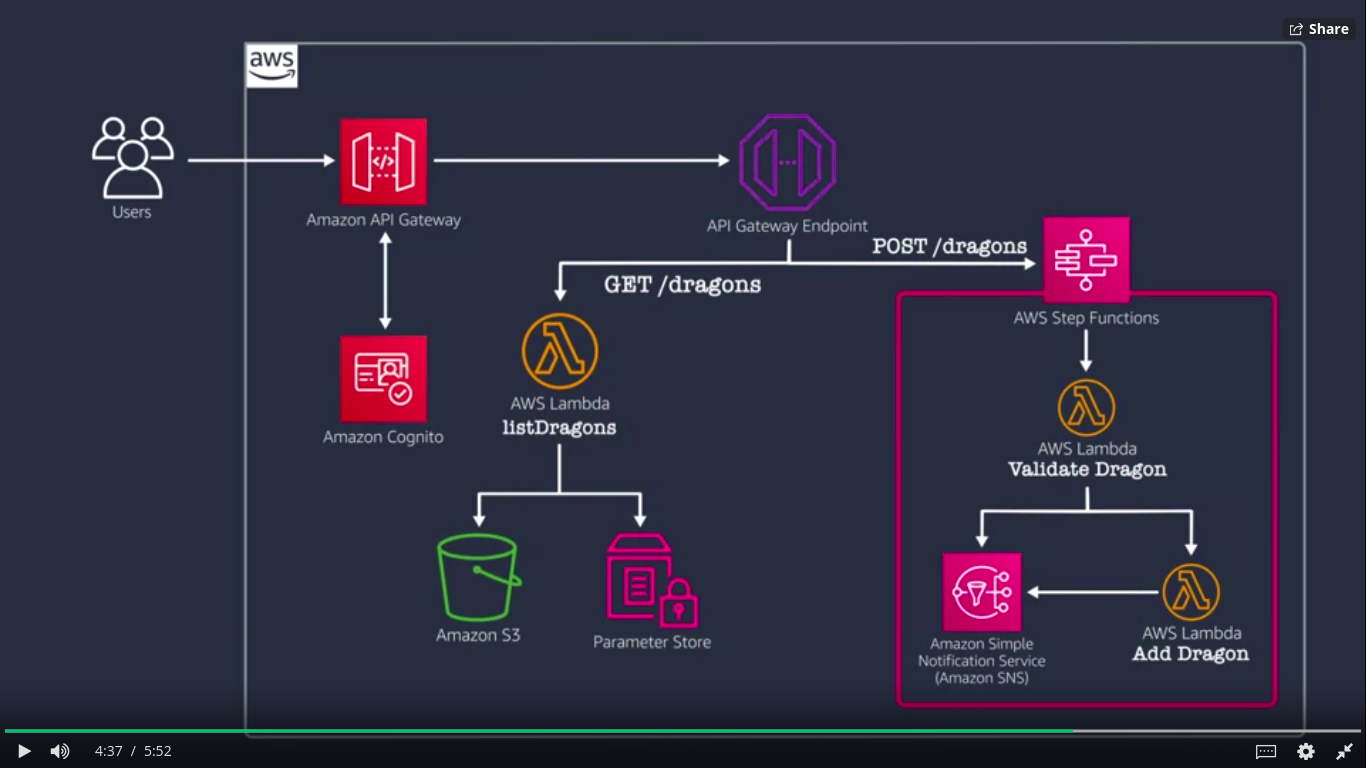 Share
aws
Users
Amazon API Gateway
API Gateway Endpoint
POST /dragons
GET /dragons
AWS Step Functions
AWS Lambda
listDragons
Amazon Cognito
AWS Lambda
Validate Dragon
Amazon S3
Parameter Store
Amazon Simple
Notification Service
(Amazon SNS)
AWS Lambda
Add Dragon
4:37 / 5:52